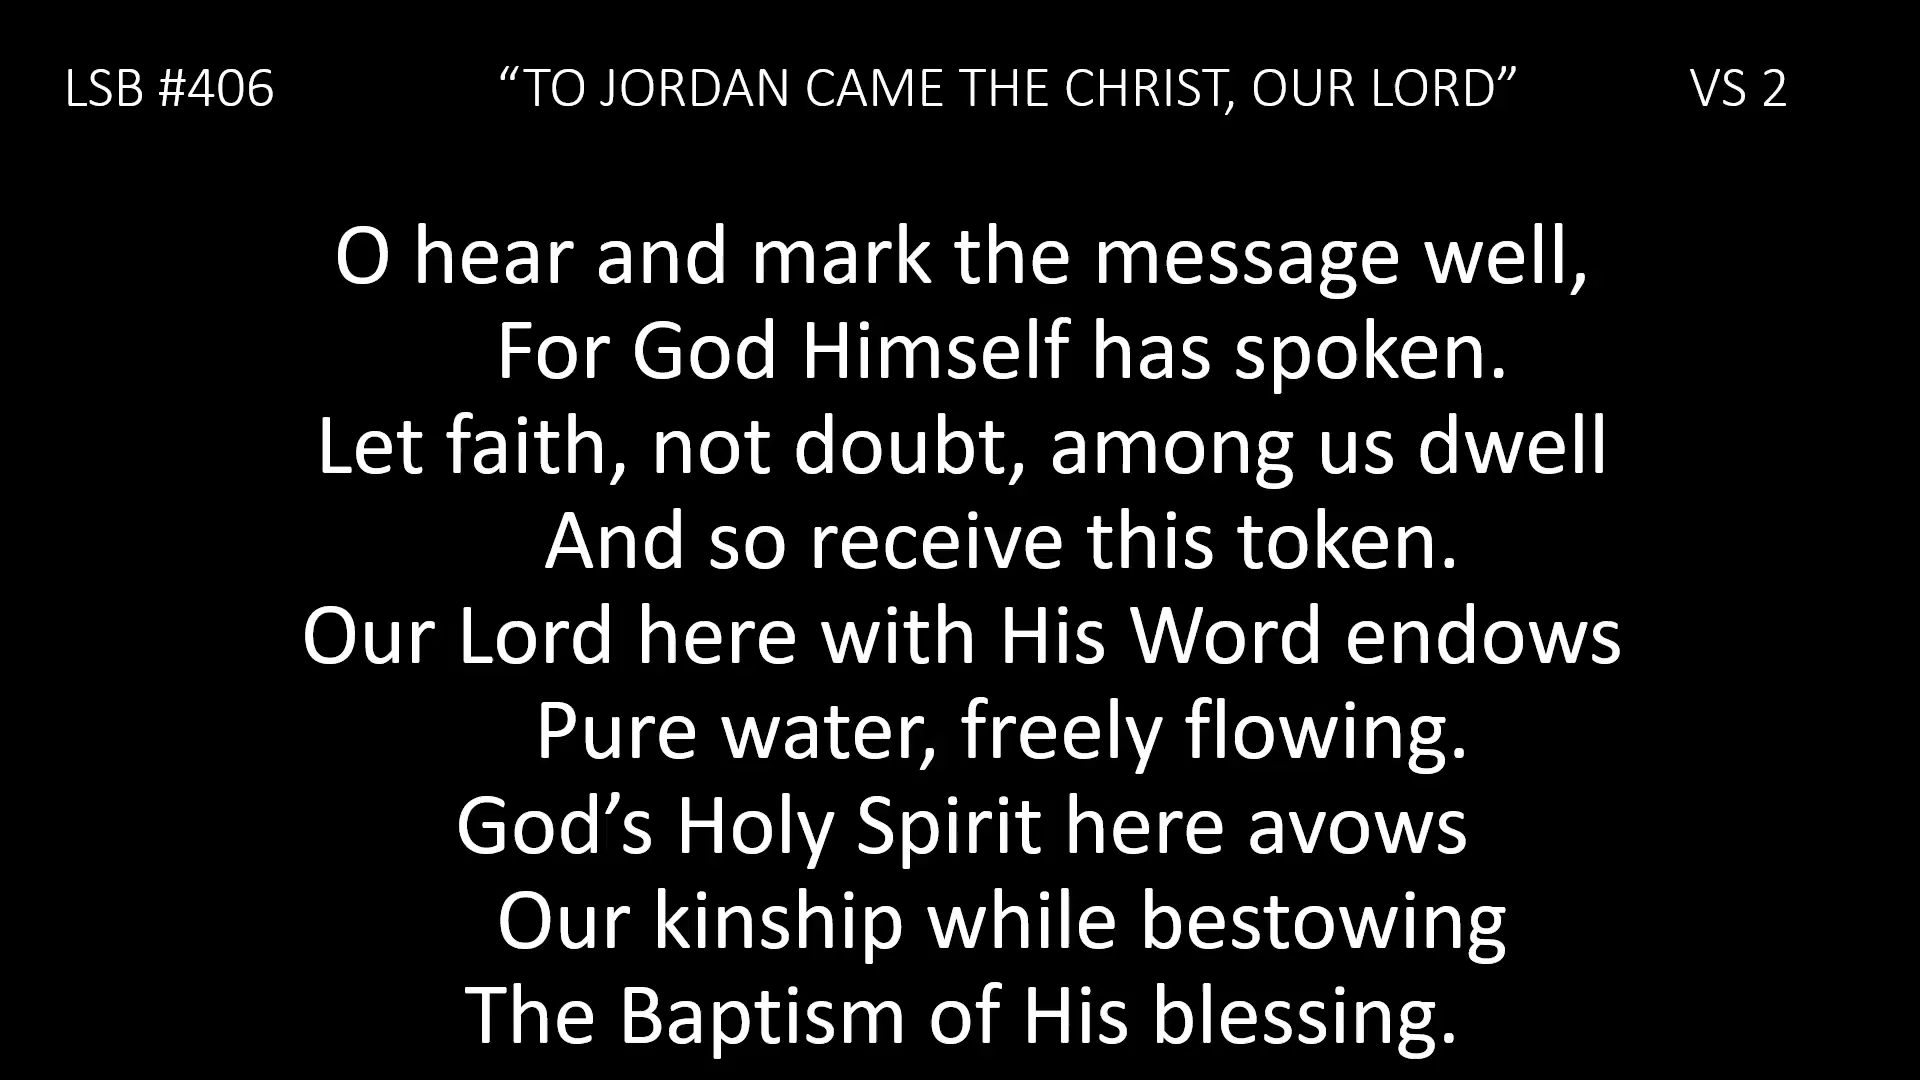 LSB #406 “TO JORDAN CAME THE CHRIST, OUR LORD” VS 2
O hear and mark the message well,
For God Himself has spoken.
Let faith, not doubt, among us dwell
And so receive this token.
Our Lord here with His Word endows
Pure water, freely flowing.
God’s Holy Spirit here avows
Our kinship while bestowing
The Baptism of His blessing.